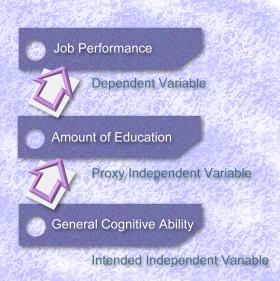 Job Performance
Dependent Variable
Amount of Education
Proxy Independent Variable
General Cognitive Ability
Intended Independent Variable